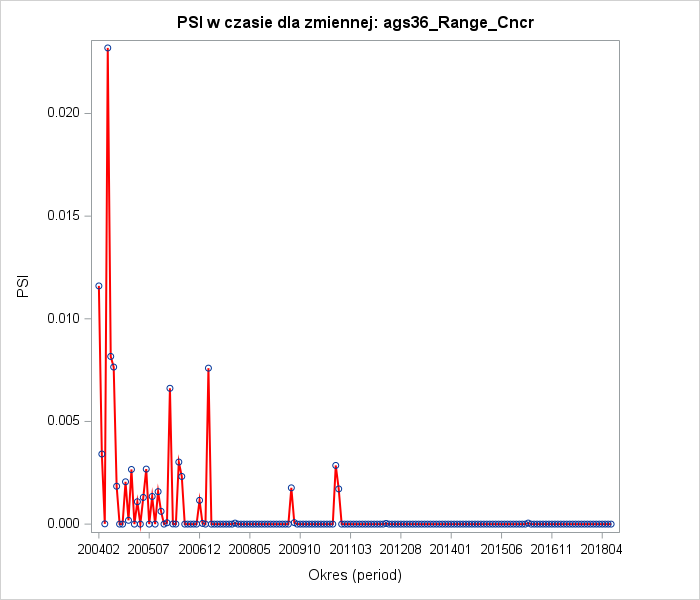 PSI w czasie dla zmiennej: ags36_Range_Cncr
0.020
0.015
0.010
0.005
0.000
PSI
200402 200507 200612 200805 200910 201103 201208 201401 201506 201611 201804
Okres (period)